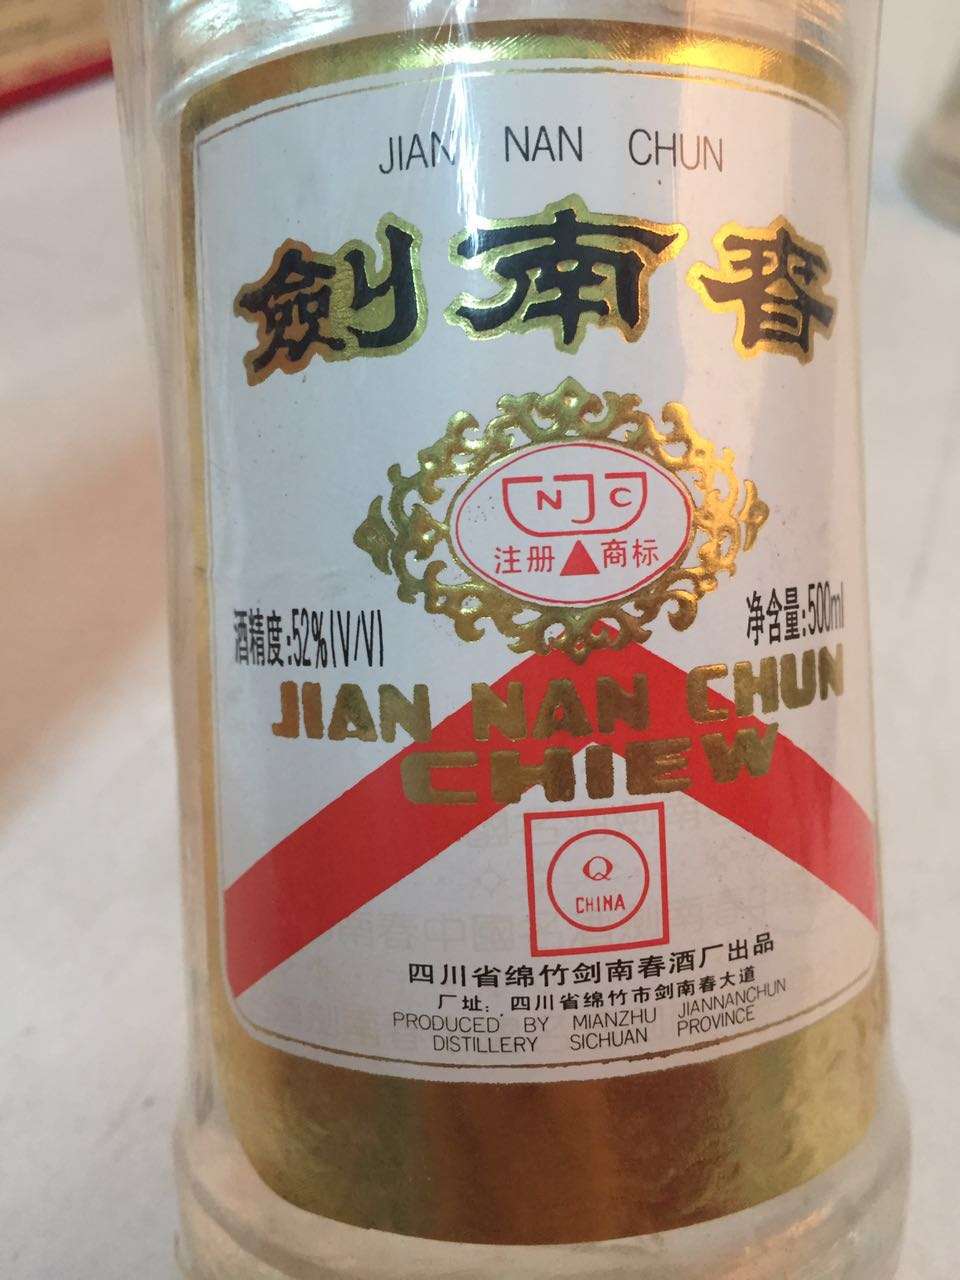 JIAN NAN CHUN
劍南春
NJC
注册商标
酒精度:52%(V/V)
净含量:500ml
JIAN NAN CHUN
CHIEW
Q
CHINA
四川省绵竹剑南春酒厂出品
厂址:四川省绵竹市剑南春大道
PRODUCED BY MIANZHU JIANNANCHUN
DISTILLERY SICHUAN PROVINCE